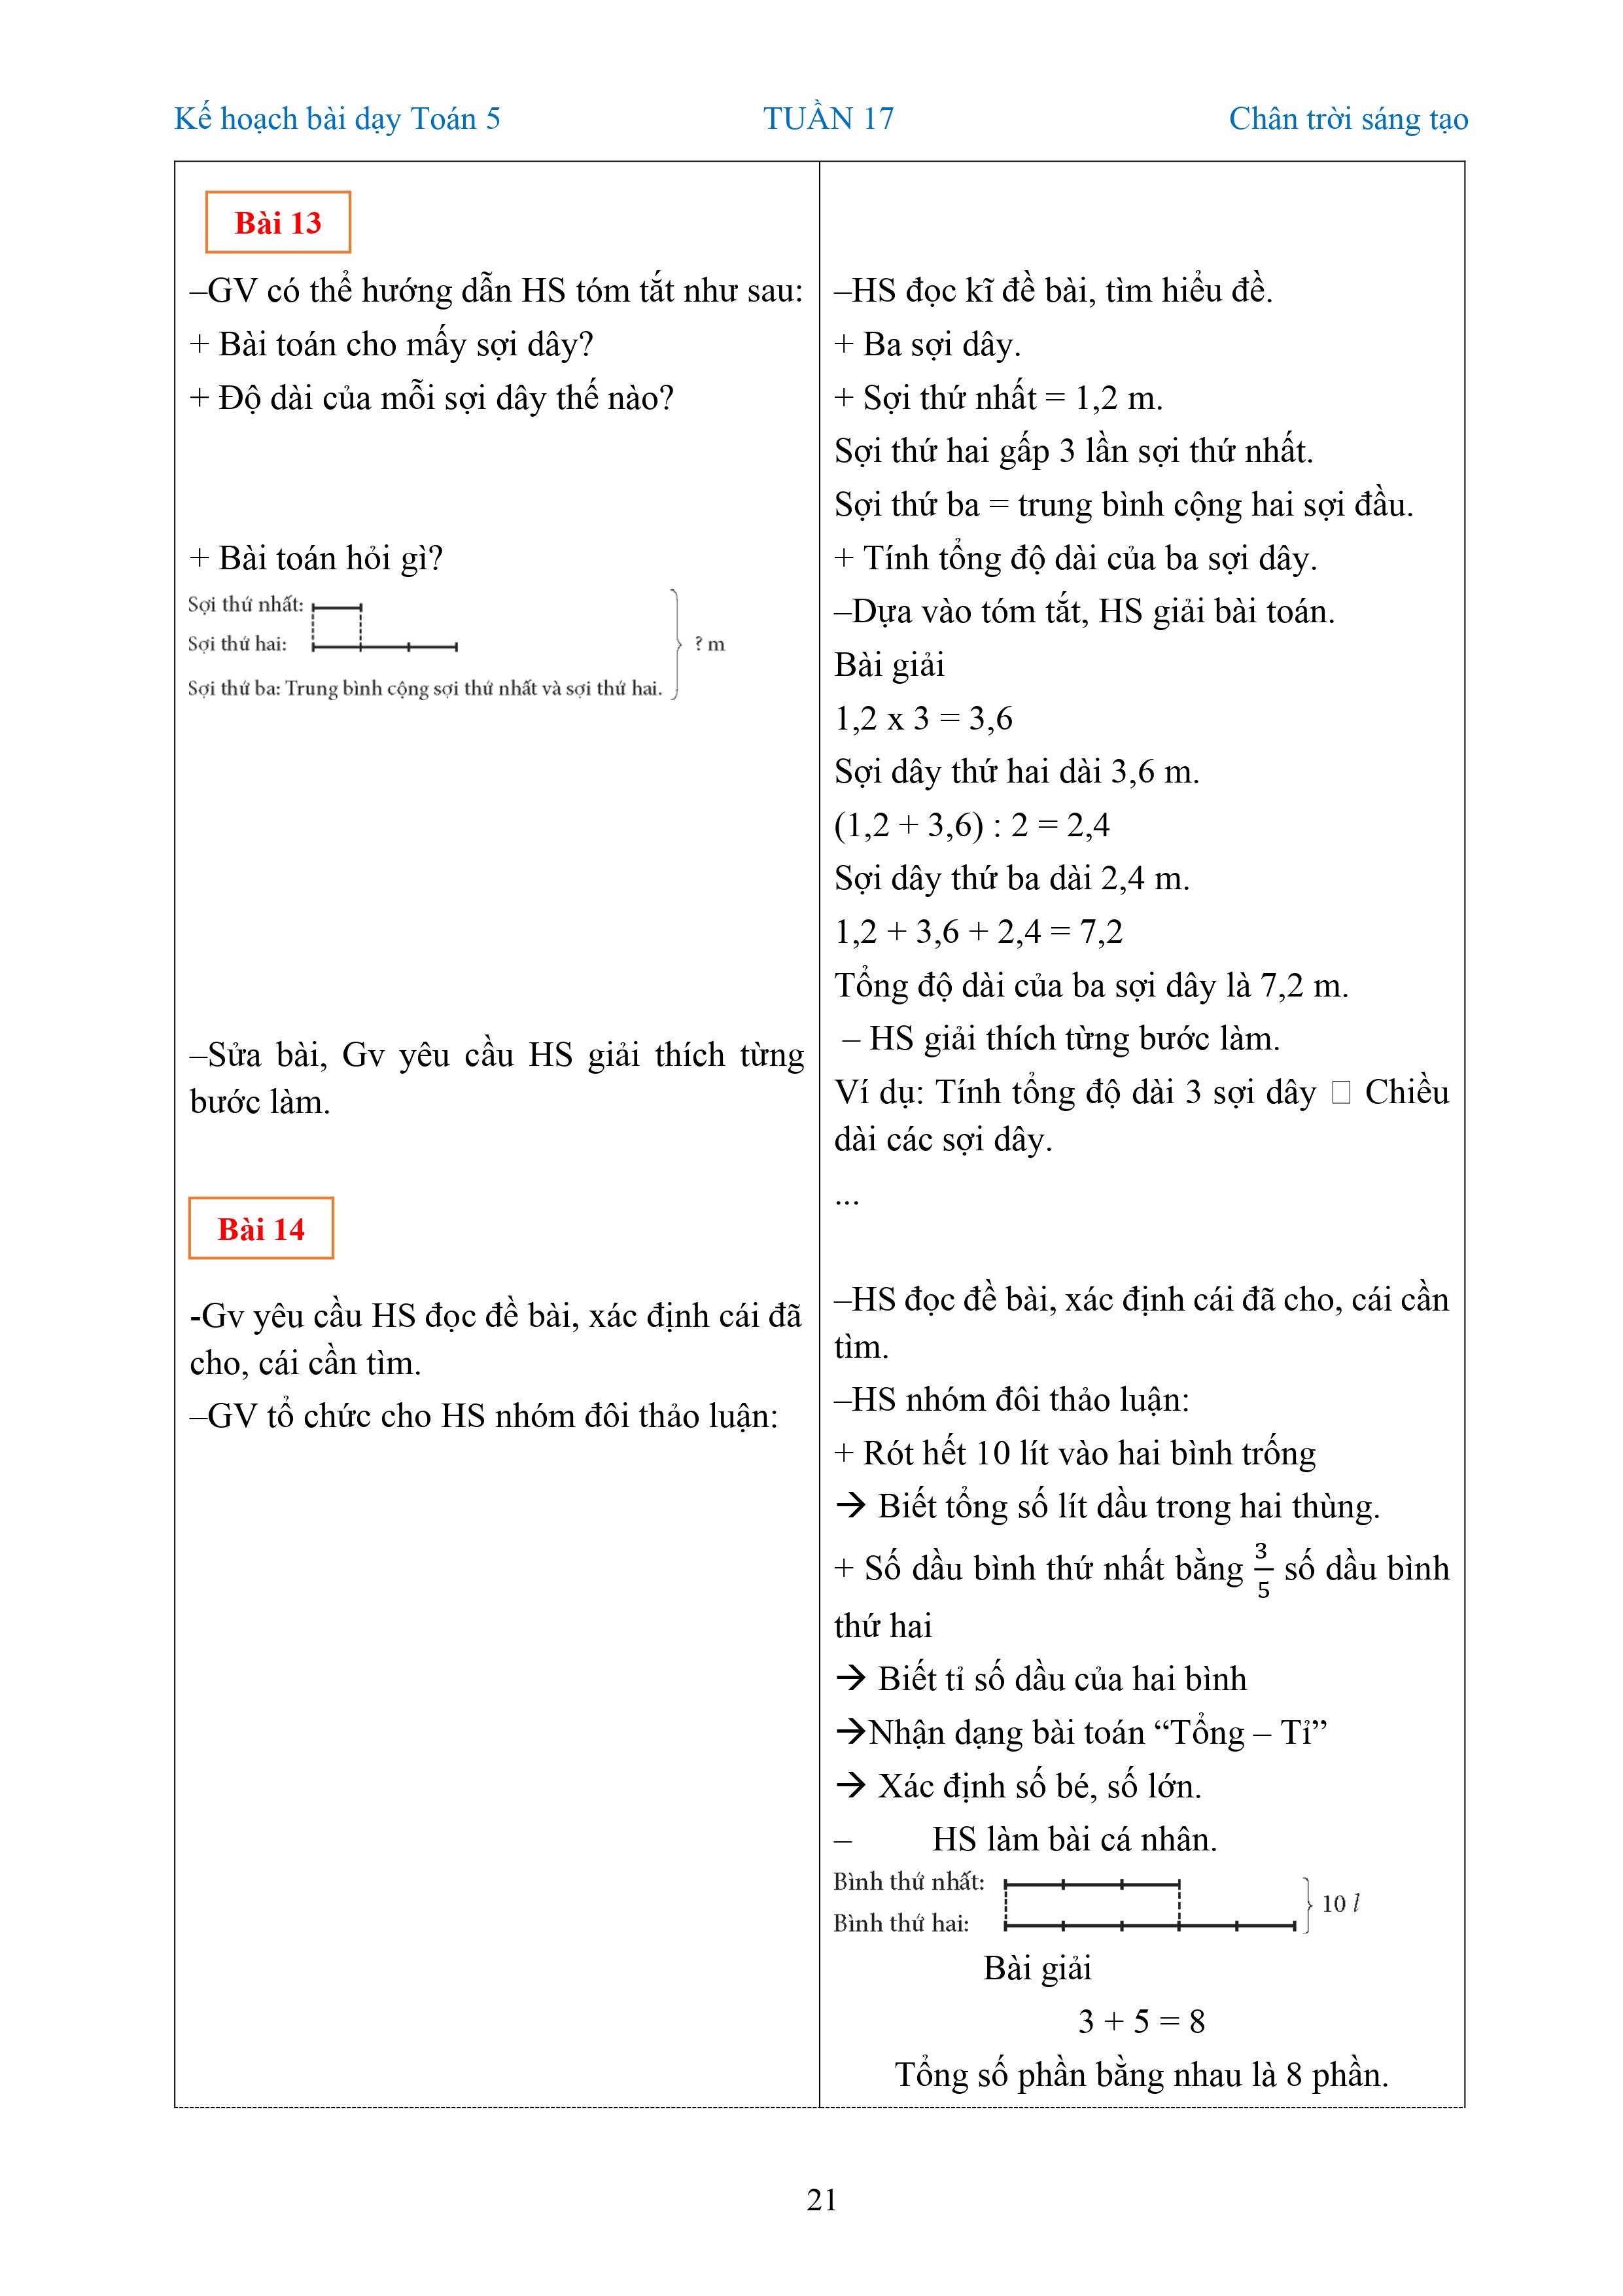 Kế hoạch bài dạy Toán 5 TUẦN 17 Chân trời sáng tạo
Bài 13
–GV có thể hướng dẫn HS tóm tắt như sau:
+ Bài toán cho mấy sợi dây?
+ Độ dài của mỗi sợi dây thế nào?
+ Bài toán hỏi gì?
Sợi thứ nhất:
Sợi thứ hai:
? m
Sợi thứ ba: Trung bình cộng sợi thứ nhất và sợi thứ hai.
–Sửa bài, Gv yêu cầu HS giải thích từng
bước làm.
Bài 14
-Gv yêu cầu HS đọc đề bài, xác định cái đã
cho, cái cần tìm.
–GV tổ chức cho HS nhóm đôi thảo luận:
–HS đọc kĩ đề bài, tìm hiểu đề.
+ Ba sợi dây.
+ Sợi thứ nhất = 1,2 m.
Sợi thứ hai gấp 3 lần sợi thứ nhất.
Sợi thứ ba = trung bình cộng hai sợi đầu.
+ Tính tổng độ dài của ba sợi dây.
–Dựa vào tóm tắt, HS giải bài toán.
Bài giải
1,2 x 3 = 3,6
Sợi dây thứ hai dài 3,6 m.
(1,2 + 3,6) : 2 = 2,4
Sợi dây thứ ba dài 2,4 m.
1,2 + 3,6 + 2,4 = 7,2
Tổng độ dài của ba sợi dây là 7,2 m.
– HS giải thích từng bước làm.
Ví dụ: Tính tổng độ dài 3 sợi dây □ Chiều
dài các sợi dây.
...
–HS đọc đề bài, xác định cái đã cho, cái cần
tìm.
–HS nhóm đôi thảo luận:
+ Rót hết 10 lít vào hai bình trống
→ Biết tổng số lít dầu trong hai thùng.
+ Số dầu bình thứ nhất bằng 3/5 số dầu bình
thứ hai
→ Biết tỉ số dầu của hai bình
→Nhận dạng bài toán “Tổng – Tỉ”
→ Xác định số bé, số lớn.
– HS làm bài cá nhân.
Bình thứ nhất:
10 l
Bình thứ hai:
Bài giải
3 + 5 = 8
Tổng số phần bằng nhau là 8 phần.
21